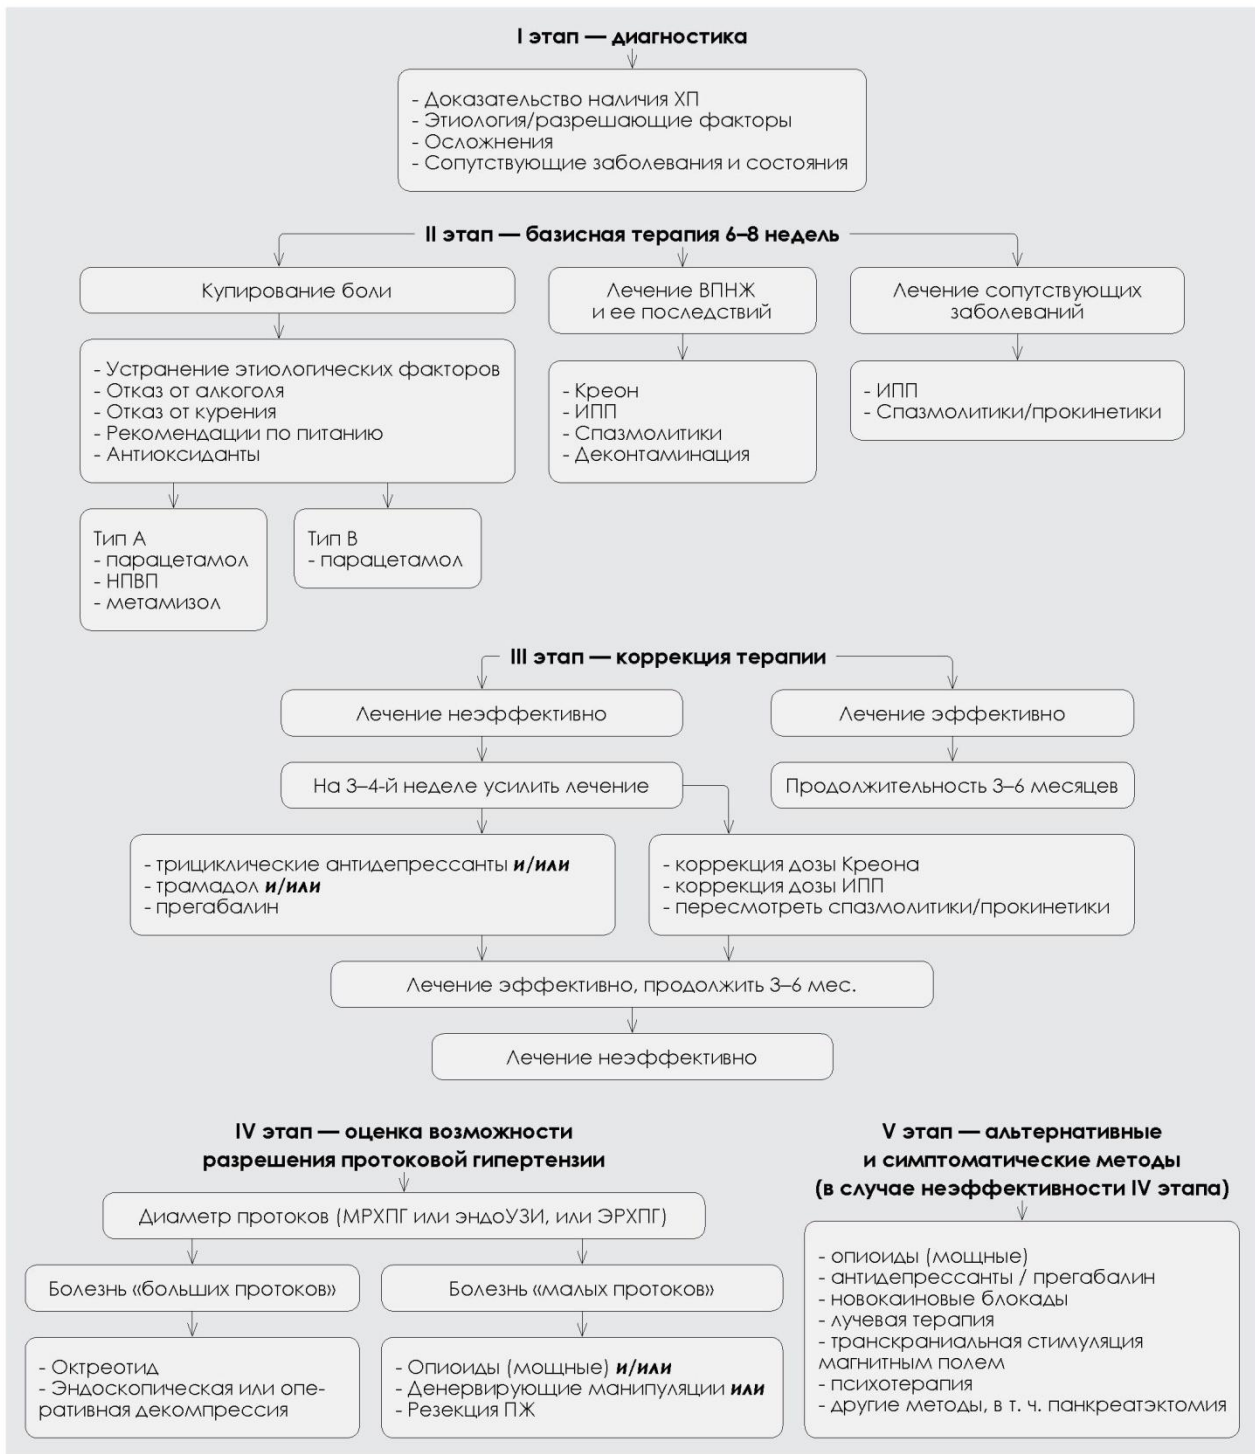 I этап — диагностика
- Доказательство наличия ХП
- Этиология/разрешающие факторы
- Осложнения
- Сопутствующие заболевания и состояния
II этап — базисная терапия 6–8 недель
Купирование боли
- Устранение этиологических факторов
- Отказ от алкоголя
- Отказ от курения
- Рекомендации по питанию
- Антиоксиданты
Тип А
- парацетамол
- НПВП
- метамизол
Тип В
- парацетамол
Лечение ВПНЖ
и ее последствий
- Креон
- ИПП
- Спазмолитики
- Деконтаминация
Лечение сопутствующих
заболеваний
- ИПП
- Спазмолитики/прокинетики
III этап — коррекция терапии
Лечение неэффективно
Лечение эффективно
На 3–4-й неделе усилить лечение
Продолжительность 3–6 месяцев
- трициклические антидепрессанты и/или
- трамадол и/или
- прегабалин
- коррекция дозы Креона
- коррекция дозы ИПП
- пересмотреть спазмолитики/прокинетики
Лечение эффективно, продолжить 3–6 мес.
Лечение неэффективно
IV этап — оценка возможности
разрешения протоковой гипертензии
Диаметр протоков (МРХПГ или эндоУЗИ, или ЭРХПГ)
Болезнь «больших протоков»
- Октреотид
- Эндоскопическая или опе-
ративная декомпрессия
Болезнь «малых протоков»
- Опиоиды (мощные) и/или
- Денервирующие манипуляции или
- Резекция ПЖ
V этап — альтернативные
и симптоматические методы
(в случае неэффективности IV этапа)
- опиоиды (мощные)
- антидепрессанты / прегабалин
- новокаиновые блокады
- лучевая терапия
- транскраниальная стимуляция
магнитным полем
- психотерапия
- другие методы, в т. ч. панкреатэктомия